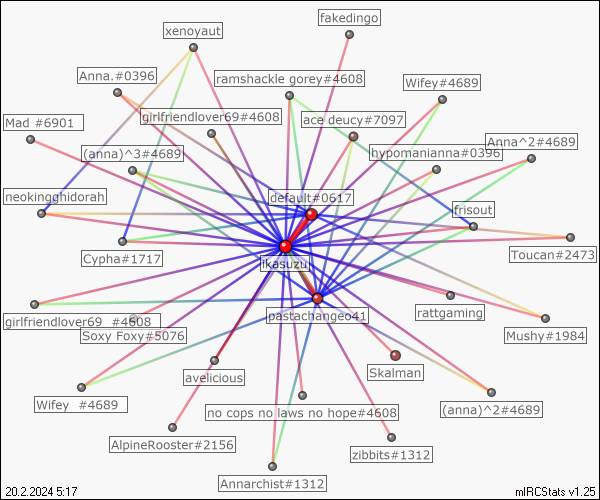 fakedingo
xenoyaut
Anna.#0396
ramshackle gorey#4608
Wifey#4689
girlfriendlover69#4608
ace deucy#7097
Mad #6901
(anna)^3#4689
hypomanianna#0396
Anna^2#4689
neokinghidorah
default#0617
frisout
Cypha#1717
ikasuzu
Toucan#2473
girlfriendlover69 #4608
pastachangeo41
rattgaming
Soxy Foxy#5076
Mushy#1984
avelicious
Skalman
Wifey #4689
no cops no laws no hope#4608
(anna)^2#4689
AlpineRooster#2156
zibbits#1312
Annarchist#1312
20.2.2024 5:17
mIRCStats v1.25